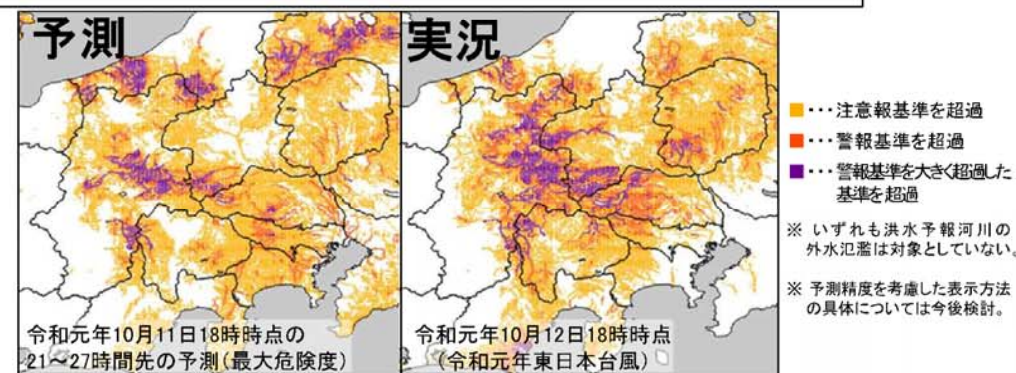 予測
実況
■・・・注意報基準を超過
■・・・警報基準を超過
■・・・警報基準を大きく超過した
基準を超過
※ いずれも洪水予報河川の
外水氾濫は対象としていない。
※ 予測精度を考慮した表示方法
の具体については今後検討。
令和元年10月11日18時時点の
21～27時間先の予測(最大危険度)
令和元年10月12日18時時点
(令和元年東日本台風)